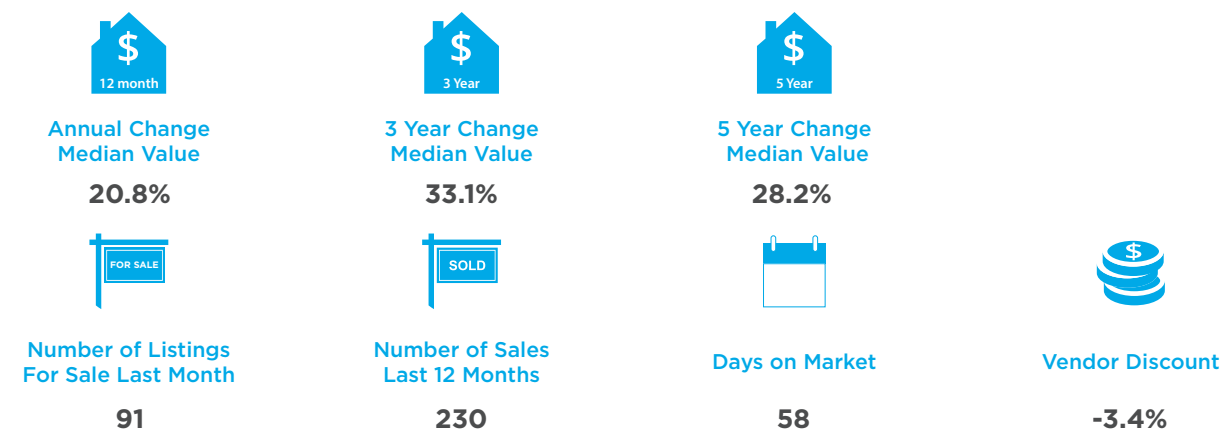 $
12 month
$
3 Year
$
5 Year
Annual Change
Median Value
20.8%
3 Year Change
Median Value
33.1%
5 Year Change
Median Value
28.2%
FOR SALE
SOLD
$
Number of Listings
For Sale Last Month
91
Number of Sales
Last 12 Months
230
Days on Market
58
Vendor Discount
-3.4%